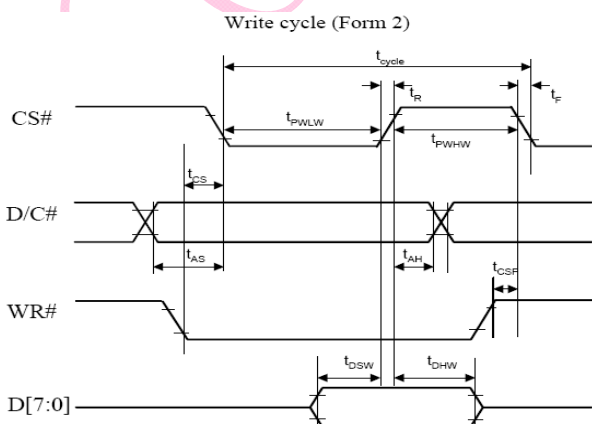 Write cycle (Form 2)
tcycle
tR
tF
CS#
tPWLW
tPWHW
tCS
D/C#
tAS
tAH
tCSF
WR#
tDSW
tDHW
D[7:0]